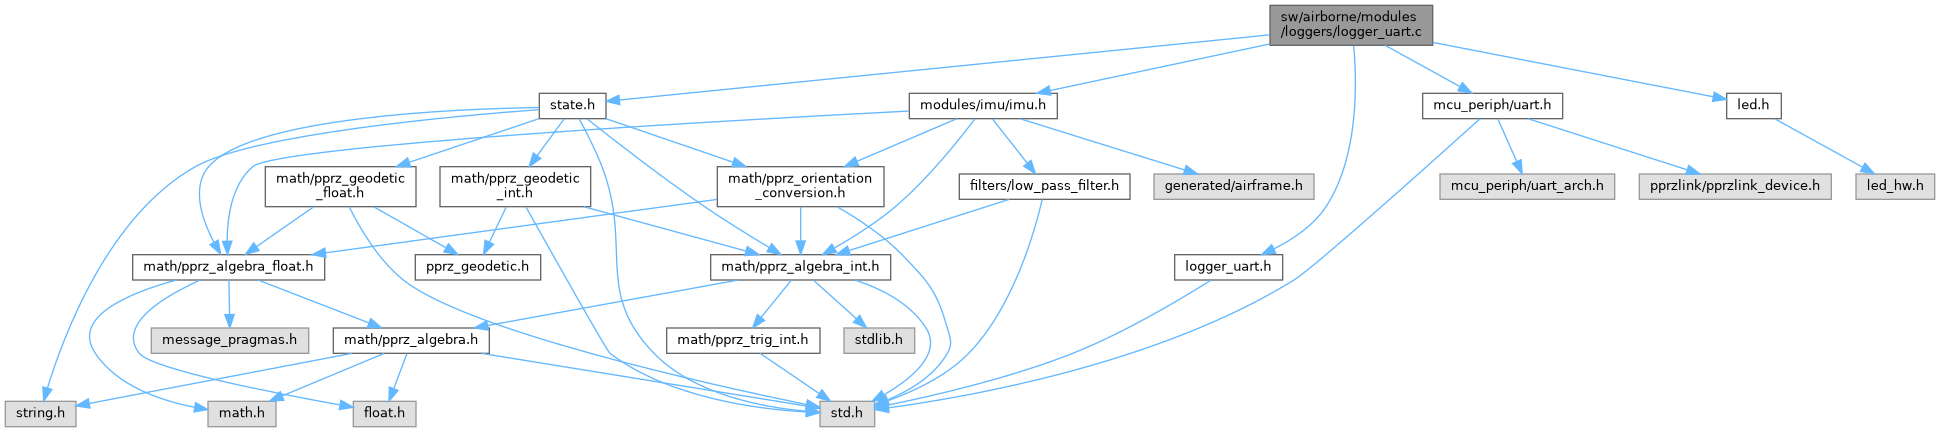 sw/airborne/modules
/loggers/logger_uart.c
state.h
modules/imu/imu.h
mcu_periph/uart.h
led.h
math/pprz_geodetic
_float.h
math/pprz_geodetic
_int.h
math/pprz_orientation
_conversion.h
filters/low_pass_filter.h
generated/airframe.h
mcu_periph/uart_arch.h
pprzlink/pprzlink_device.h
led_hw.h
math/pprz_algebra_float.h
pprz_geodetic.h
math/pprz_algebra_int.h
logger_uart.h
message_pragmas.h
math/pprz_algebra.h
math/pprz_trig_int.h
stdlib.h
string.h
math.h
float.h
std.h